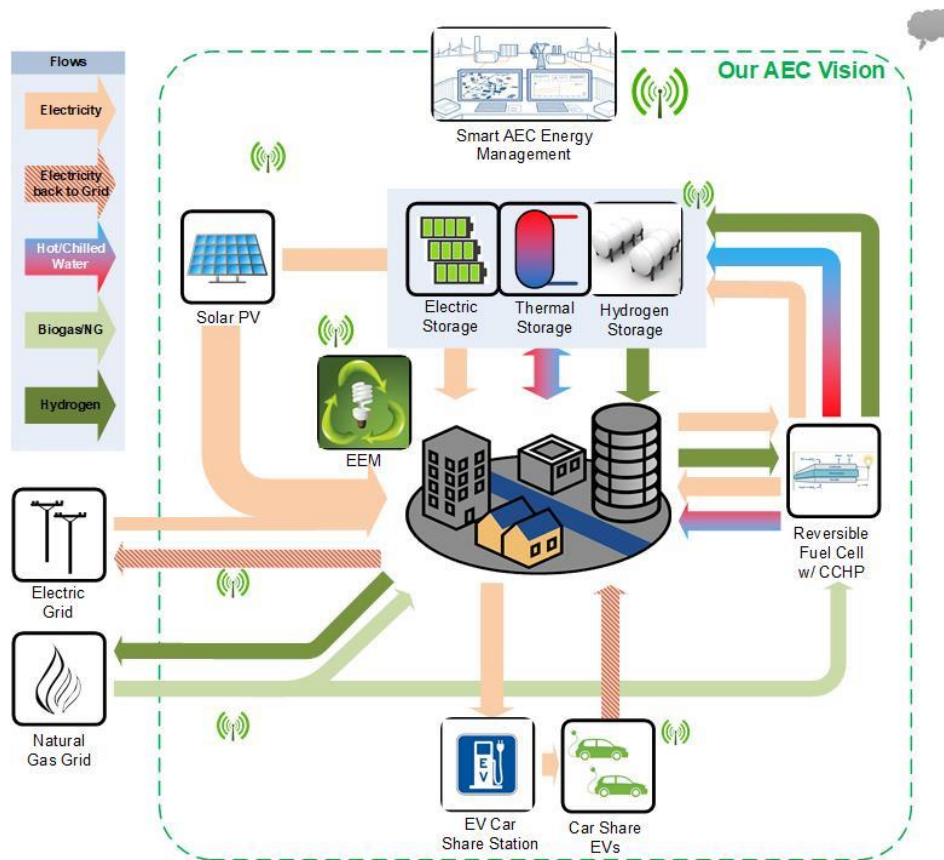 Flows
Electricity
Electricity
back to Grid
Hot/Chilled
Water
Biogas/NG
Hydrogen
Our AEC Vision
Smart AEC Energy
Management
Solar PV
Electric
Storage
Thermal
Storage
Hydrogen
Storage
EEM
Electric
Grid
Natural
Gas Grid
Reversible
Fuel Cell
w/ CCHP
EV
EV Car
Share Station
Car Share
EVs